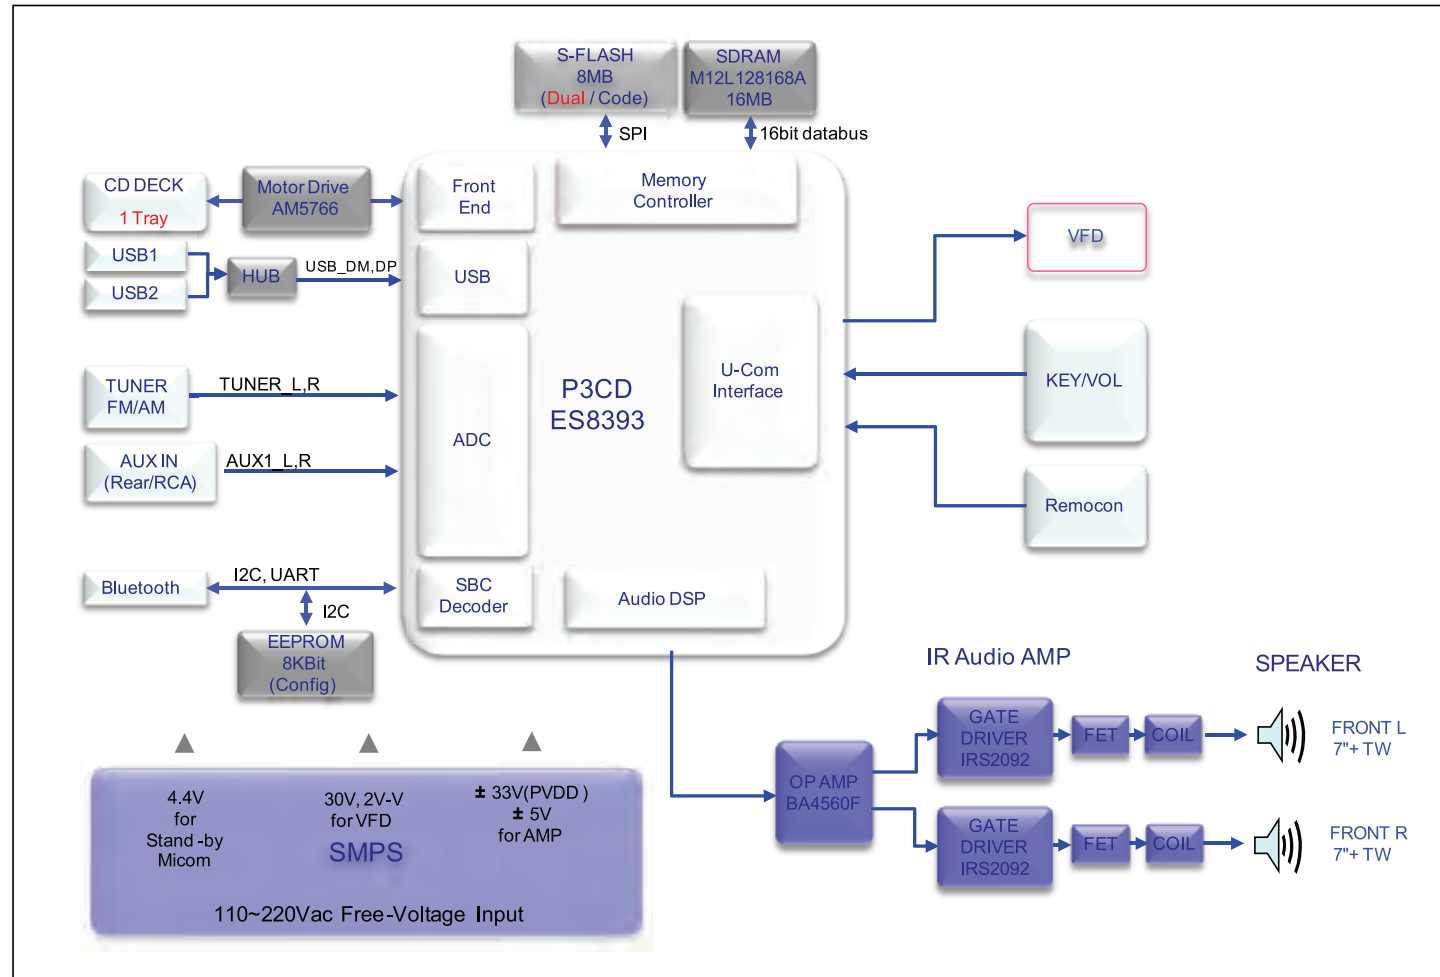 S-FLASH
8MB
(Dual / Code)
SDRAM
M12L128168A
16MB
SPI
16bit databus
CD DECK
1 Tray
Motor Drive
AM5766
Front
End
Memory
Controller
USB1
USB2
HUB
USB_DM,DP
USB
VFD
TUNER
FM/AM
TUNER_L,R
AUX IN
(Rear/RCA)
AUX1_L,R
ADC
P3CD
ES8393
U-Com
Interface
KEY/VOL
Remocon
Bluetooth
I2C, UART
I2C
SBC
Decoder
Audio DSP
EEPROM
8KBit
(Config)
IR Audio AMP
SPEAKER
OP AMP
BA4560F
GATE
DRIVER
IRS2092
FET
COIL
FRONT L
7"+ TW
GATE
DRIVER
IRS2092
FET
COIL
FRONT R
7"+ TW
4.4V
for
Stand -by
Micom
30V, 2V-V
for VFD
± 33V(PVDD )
± 5V
for AMP
SMPS
110~220Vac Free-Voltage Input